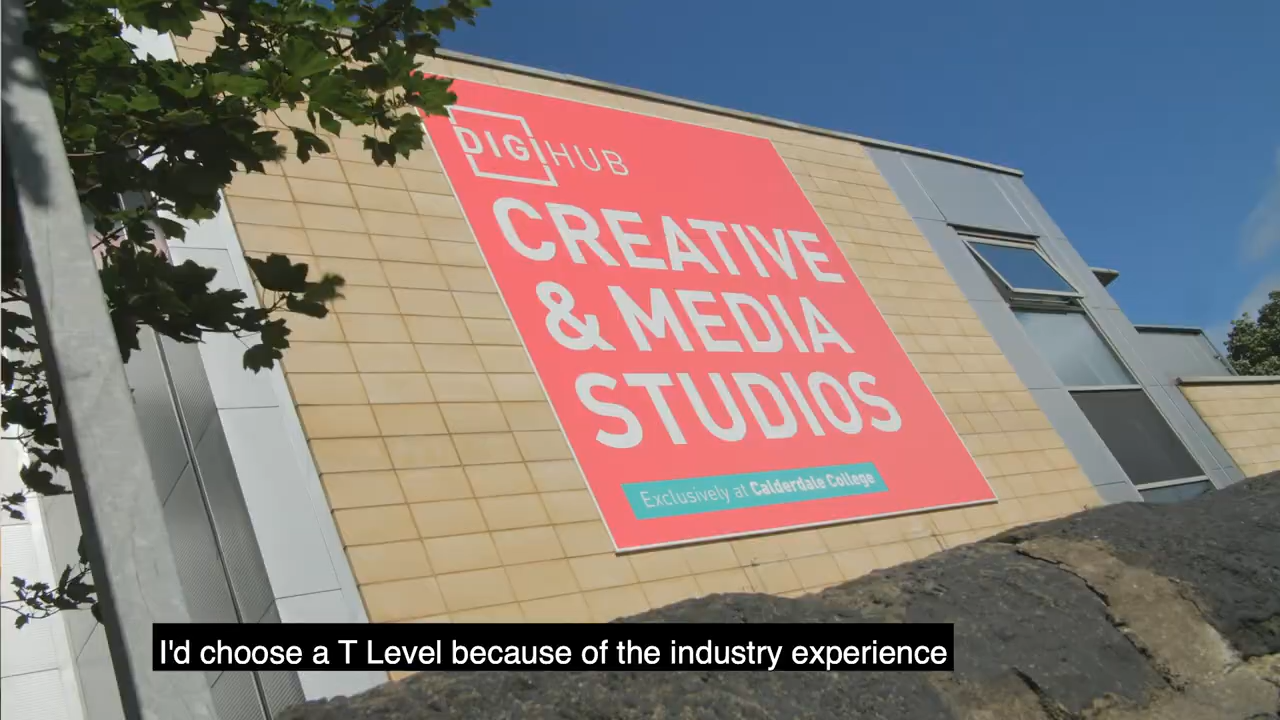 DIGIHUB
CREATIVE
& MEDIA
STUDIOS
Exclusively at Calderdale College
I'd choose a T Level because of the industry experience